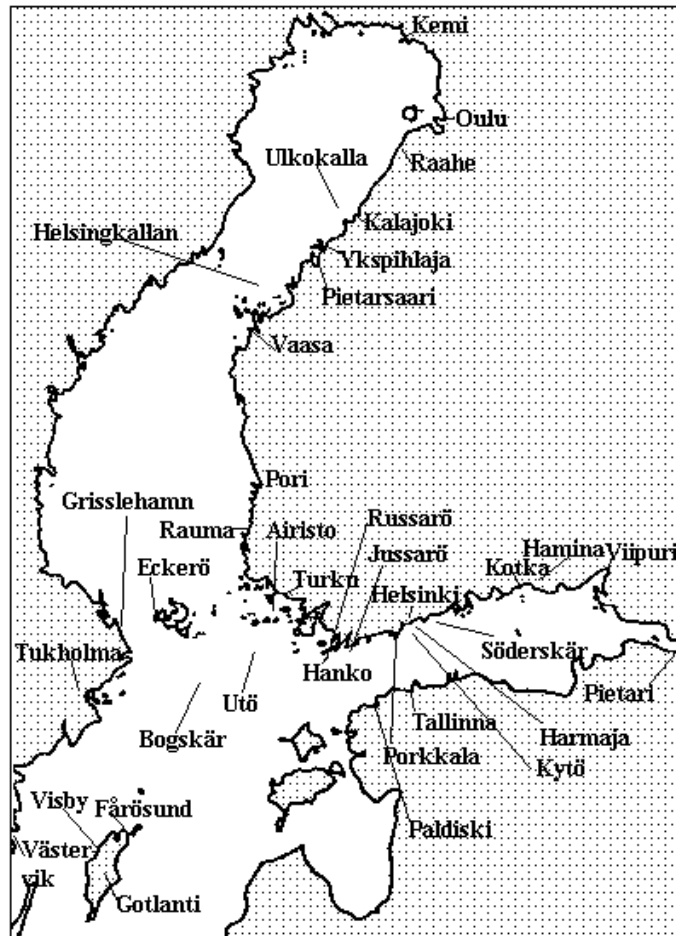 Kemi
Oulu
Ulkokalla
Raahe
Kalajoki
Helsingkallan
Ykspihlaja
Pietarsaari
Vaasa
Pori
Grisslehamn
Rauma
Airisto
Russarö
Jussarö
Hamina
Viipuri
Kotka
Eckerö
Turku
Helsinki
Tukholma
Hanko
Söderskär
Pietari
Utö
Tallinna
Bogskär
Porkkala
Harmaja
Kytö
Visby
Fårösund
Paldiski
Väster
vik
Gotlanti